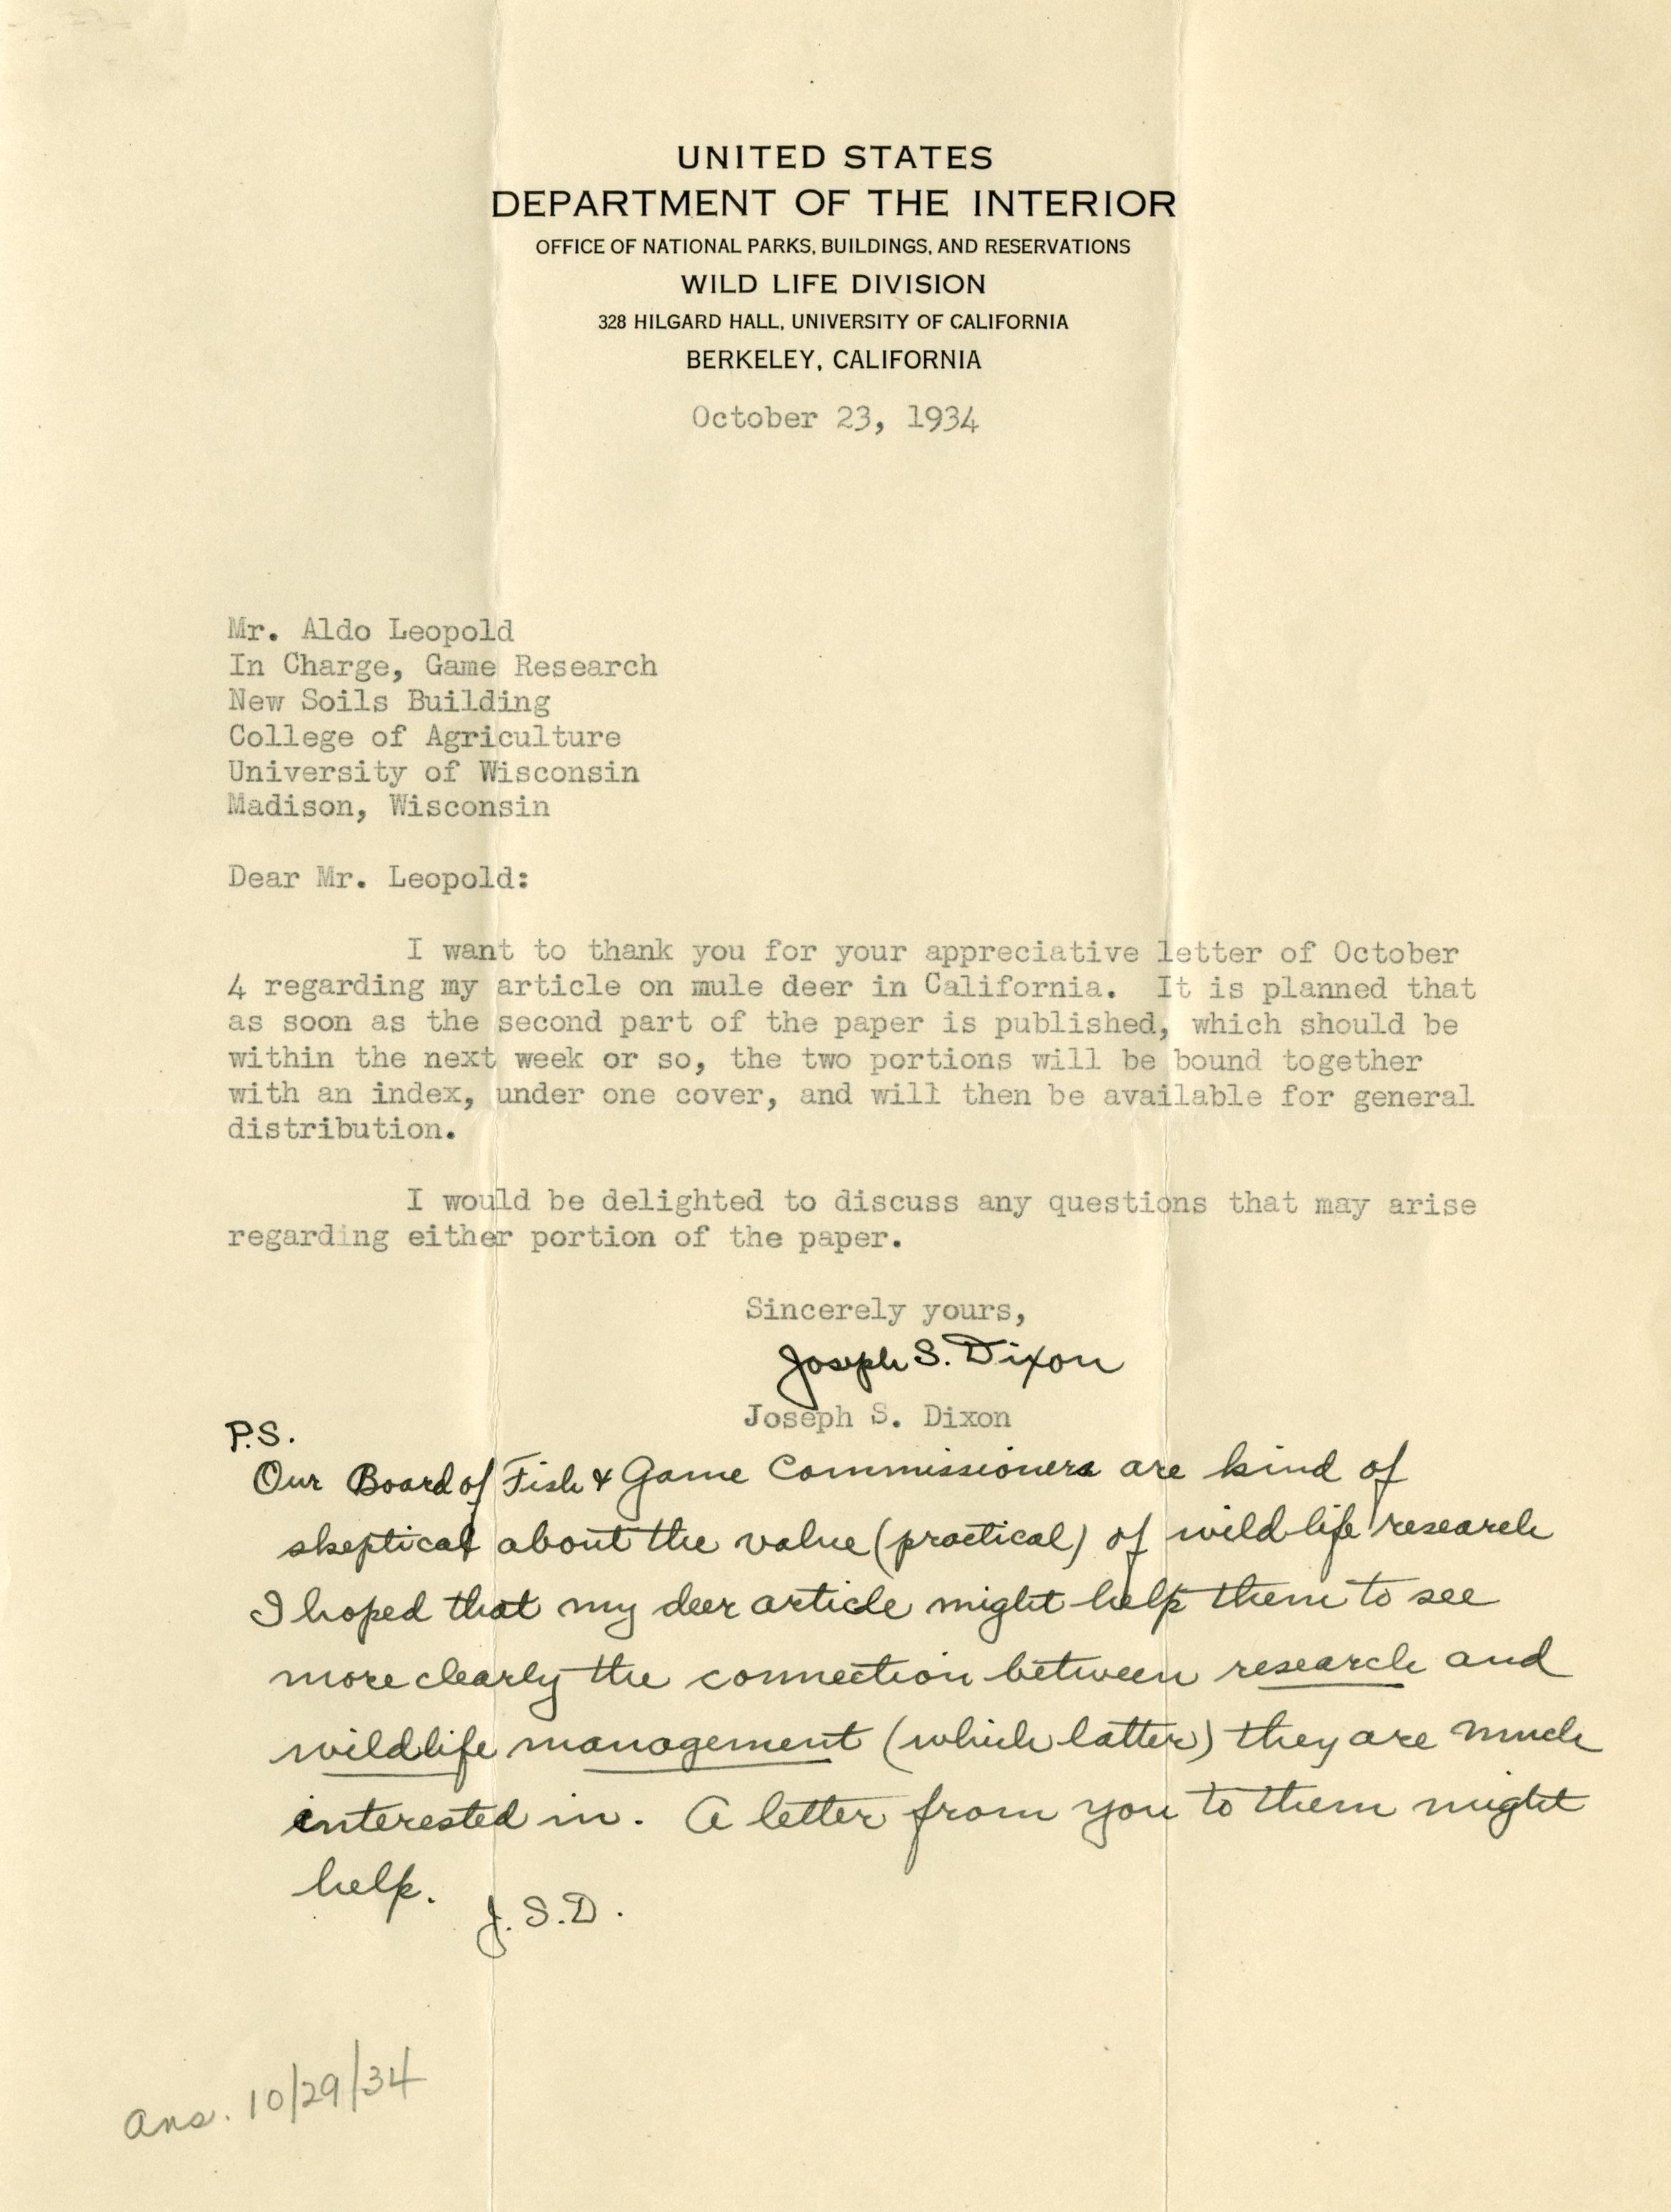 UNITED STATES
DEPARTMENT OF THE INTERIOR
OFFICE OF NATIONAL PARKS, BUILDINGS, AND RESERVATIONS
WILD LIFE DIVISION
328 HILGARD HALL, UNIVERSITY OF CALIFORNIA
BERKELEY, CALIFORNIA
October 23, 1934
Mr. Aldo Leopold
In Charge, Game Research
New Soils Building
College of Agriculture
University of Wisconsin
Madison, Wisconsin
Dear Mr. Leopold:
I want to thank you for your appreciative letter of October
4 regarding my article on mule deer in California. It is planned that
as soon as the second part of the paper is published, which should be
within the next week or so, the two portions will be bound together
with an index, under one cover, and will then be available for general
distribution.
I would be delighted to discuss any questions that may arise
regarding either portion of the paper.
Sincerely yours,
Joseph S. Dixon
Joseph S. Dixon
P.S.
Our Board of Fish & Game Commissioners are kind of
skeptical about the value (practical) of wild life research
I hoped that my deer article might help them to see
more clearly the connection between research and
wildlife management (which latter) they are much
interested in. A letter from you to them might
help.
J. S. D.
Ans. 10/29/34